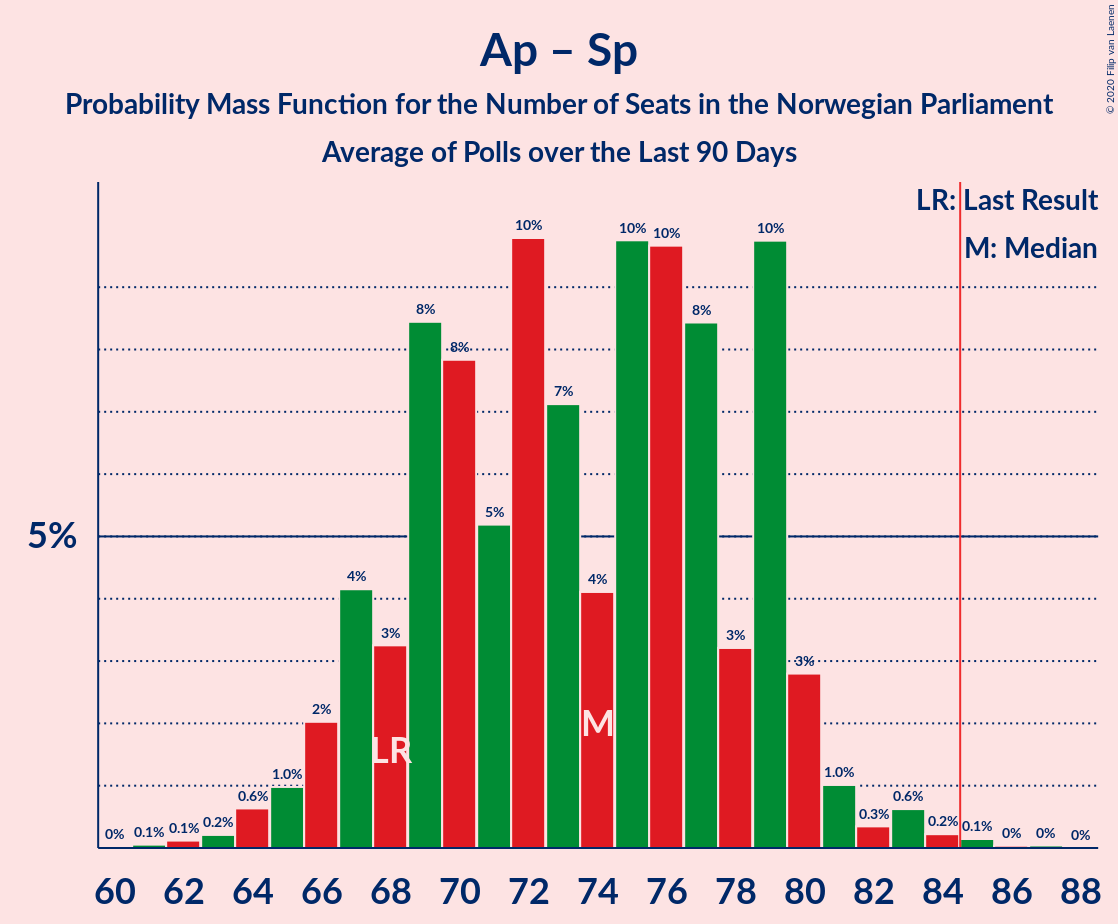 Ap – Sp
Probability Mass Function for the Number of Seats in the Norwegian Parliament
Average of Polls over the Last 90 Days
© 2020 Filip van Laenen
LR: Last Result
M: Median
5%
0% 0.1% 0.1% 0.2% 0.6% 1.0% 2% 4% 3% 8% 8% 5% 10% 7% 4% 10% 10% 8% 3% 10% 3% 1.0% 0.3% 0.6% 0.2% 0.1% 0% 0% 0%
LR M
60 62 64 66 68 70 72 74 76 78 80 82 84 86 88